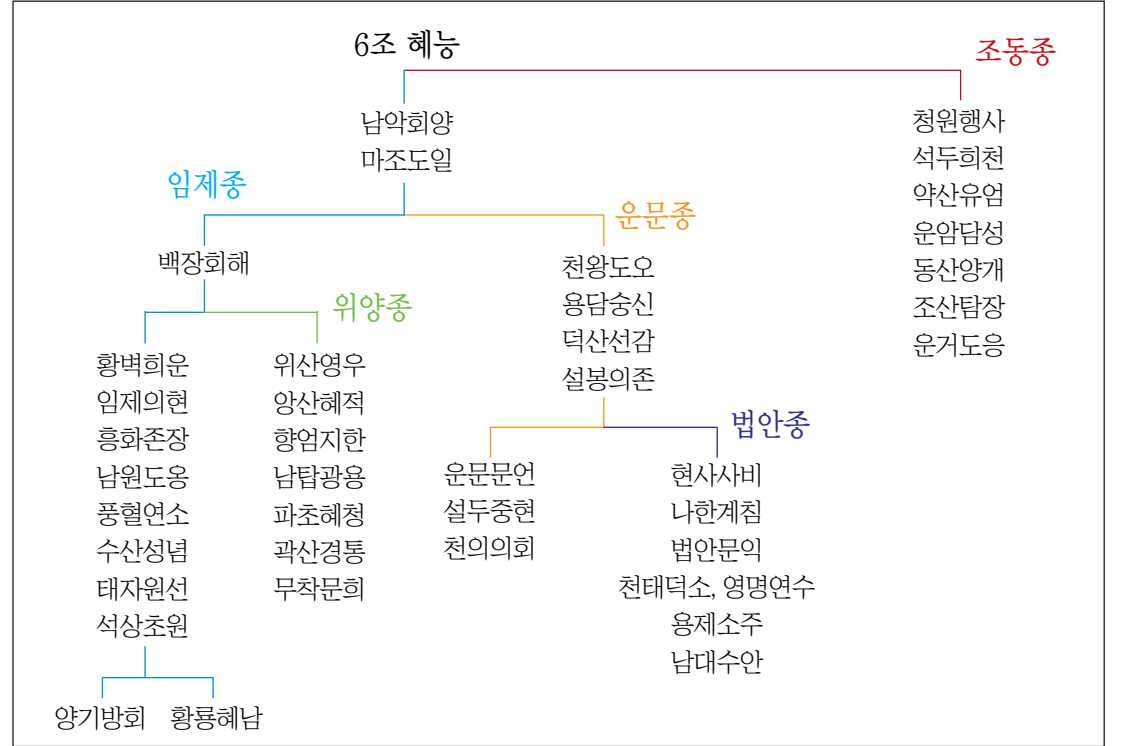 6조 혜능
조동종
남악회양
마조도일
청원행사
석두희천
약산유엄
운암담성
동산양개
조산탐장
운거도응
임제종
운문종
백장회해
천왕도오
용담숭신
덕산선감
설봉의존
위양종
황벽희운
임제의현
흥화존장
남원도옹
풍혈연소
수산성념
태자원선
석상초원
위산영우
앙산혜적
향엄지한
남탑광용
파초혜청
곽산경통
무착문희
법안종
운문문언
설두중현
천의의회
현사사비
나한계침
법안문익
천태덕소, 영명연수
용제소주
남대수안
양기방회
황룡혜남